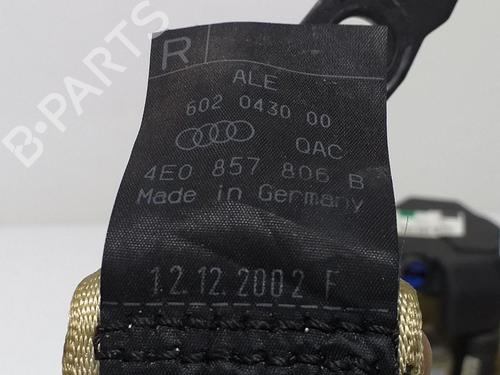 B-PARTS
R
ALE
602 0430 00
QAC
4E0 857 806 B
Made in Germany
12.12.2002 F